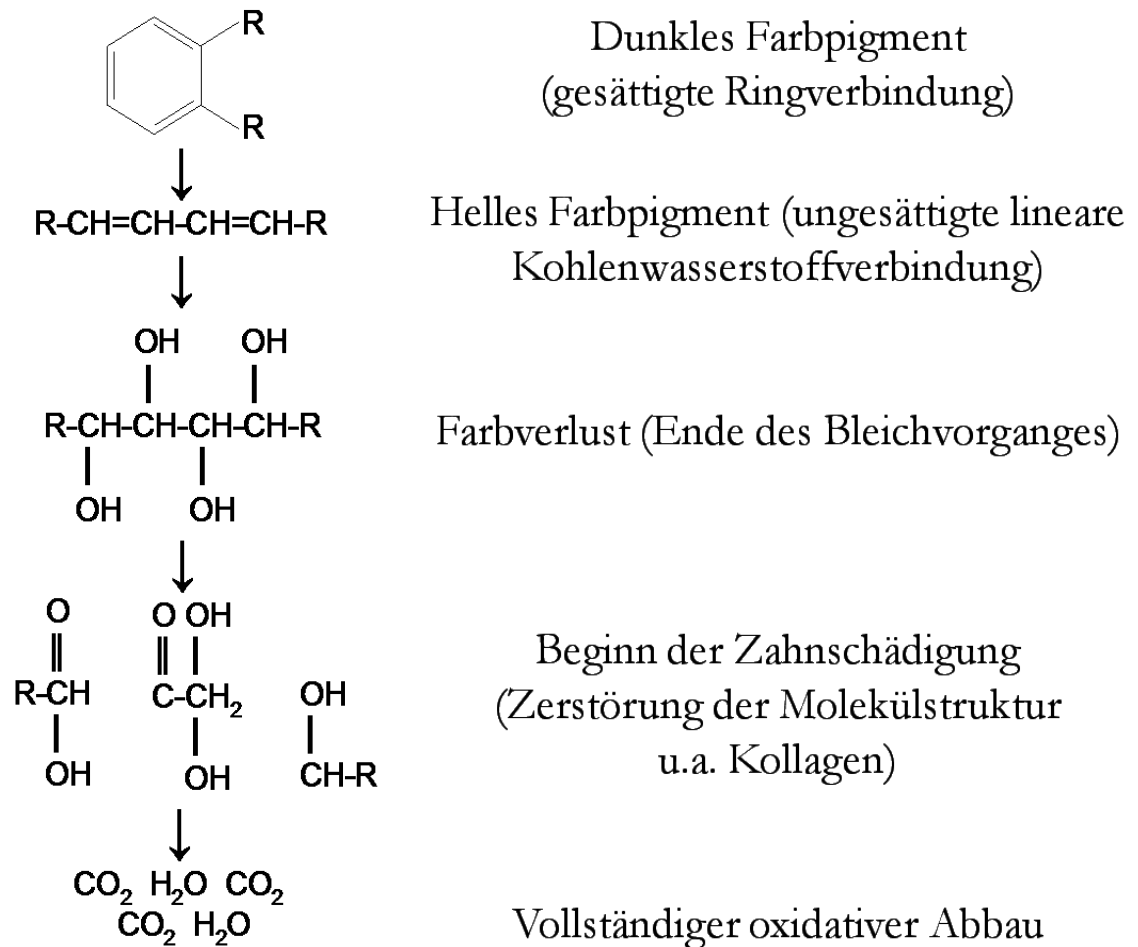 R
R
Dunkles Farbpigment
(gesättigte Ringverbindung)
R-CH=CH-CH=CH-R
Helles Farbpigment (ungesättigte lineare
Kohlenwasserstoffverbindung)
OH OH
R-CH-CH-CH-CH-R
OH OH
Farbverlust (Ende des Bleichvorganges)
O O OH
R-CH C-CH₂ OH
OH OH CH-R
Beginn der Zahnschädigung
(Zerstörung der Molekülstruktur
u.a. Kollagen)
CO₂ H₂O CO₂
CO₂ H₂O
Vollständiger oxidativer Abbau